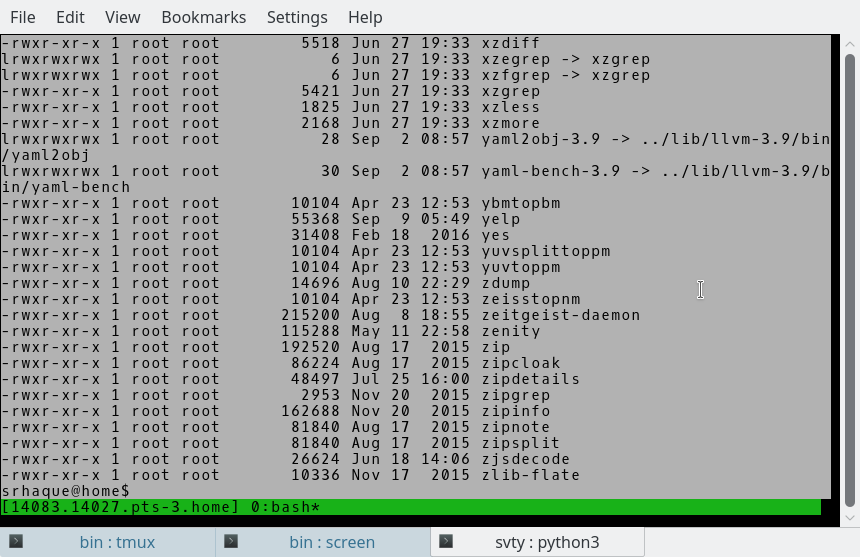 File Edit View Bookmarks Settings Help
-rwxr-xr-x 1 root root        5518 Jun 27 19:33 xzdiff
lrwxrwxrwx 1 root root           6 Jun 27 19:33 xzegrep -> xzgrep
lrwxrwxrwx 1 root root           6 Jun 27 19:33 xzfgrep -> xzgrep
-rwxr-xr-x 1 root root        5421 Jun 27 19:33 xzgrep
-rwxr-xr-x 1 root root        1825 Jun 27 19:33 xzless
-rwxr-xr-x 1 root root        2168 Jun 27 19:33 xzmore
lrwxrwxrwx 1 root root          28 Sep  2 08:57 yaml2obj-3.9 -> ../lib/llvm-3.9/bin
/yaml2obj
lrwxrwxrwx 1 root root          30 Sep  2 08:57 yaml-bench-3.9 -> ../lib/llvm-3.9/b
in/yaml-bench
-rwxr-xr-x 1 root root       10104 Apr 23 12:53 ybmtopbm
-rwxr-xr-x 1 root root       55368 Sep  9 05:49 yelp
-rwxr-xr-x 1 root root       31408 Feb 18  2016 yes
-rwxr-xr-x 1 root root       10104 Apr 23 12:53 yuvsplittoppm
-rwxr-xr-x 1 root root       10104 Apr 23 12:53 yuvtoppm
-rwxr-xr-x 1 root root       14696 Aug 10 22:29 zdump
-rwxr-xr-x 1 root root       10104 Apr 23 12:53 zeisstopnm
-rwxr-xr-x 1 root root      215200 Aug  8 18:55 zeitgeist-daemon
-rwxr-xr-x 1 root root      115288 May 11 22:58 zenity
-rwxr-xr-x 1 root root      192520 Aug 17  2015 zip
-rwxr-xr-x 1 root root       86224 Aug 17  2015 zipcloak
-rwxr-xr-x 1 root root       48497 Jul 25 16:00 zipdetails
-rwxr-xr-x 1 root root        2953 Nov 20  2015 zipgrep
-rwxr-xr-x 1 root root      162688 Nov 20  2015 zipinfo
-rwxr-xr-x 1 root root       81840 Aug 17  2015 zipnote
-rwxr-xr-x 1 root root       81840 Aug 17  2015 zipsplit
-rwxr-xr-x 1 root root       26624 Jun 18 14:06 zjsdecode
-rwxr-xr-x 1 root root       10336 Nov 17  2015 zlib-flate
srhaque@home$
[14083.14027.pts-3.home] 0:bash*
bin : tmux bin : screen svty : python3